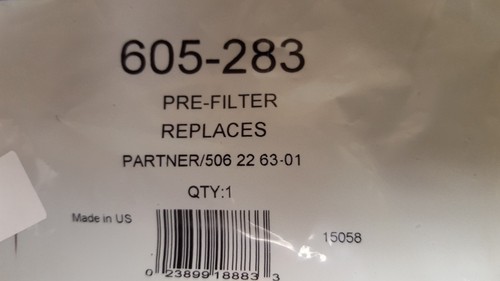 605-283
PRE-FILTER
REPLACES
PARTNER/506 22 63-01
QTY:1
Made in US
15058
0 23899 18883 3